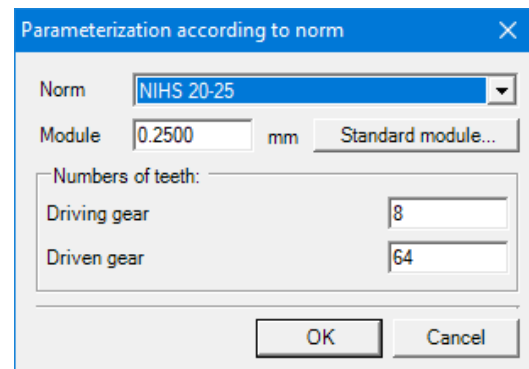 Parameterization according to norm
Norm NIHS 20-25
Module 0.2500 mm Standard module...
Numbers of teeth:
Driving gear 8
Driven gear 64
OK Cancel